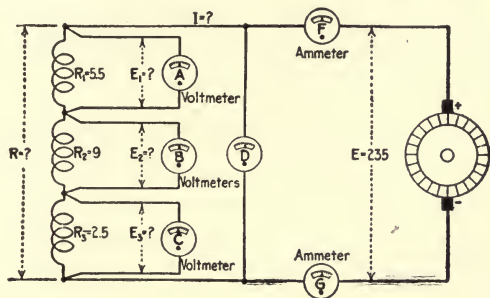 I=?
F
Ammeter
+
R₁=5.5
E₁=?
A
Voltmeter
R=?
R₂=9
E₂=?
B
Voltmeters
D
E=235
R₃=2.5
E₃=?
C
Voltmeter
-
Ammeter
G